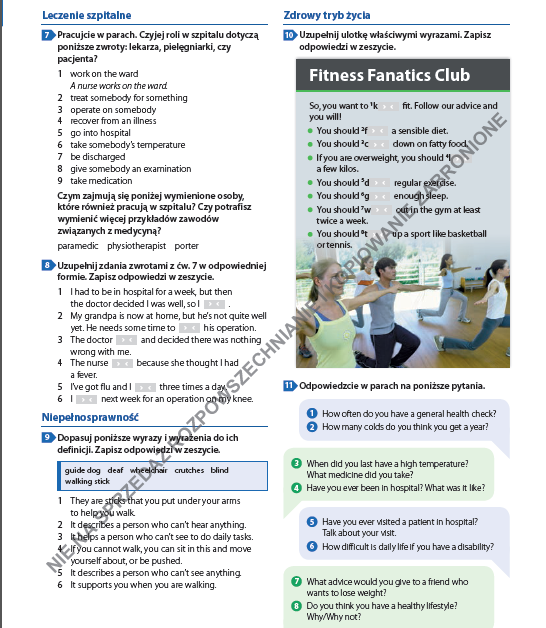 Leczenie szpitalne
7 Pracujcie w parach. Czyjej roli w szpitalu dotyczą
poniższe zwroty: lekarza, pielęgniarki, czy
pacjenta?
1 work on the ward
A nurse works on the ward.
2 treat somebody for something
3 operate on somebody
4 recover from an illness
5 go into hospital
6 take somebody's temperature
7 be discharged
8 give somebody an examination
9 take medication
Czym zajmują się poniżej wymienione osoby,
które również pracują w szpitalu? Czy potrafisz
wymienić więcej przykładów zawodów
związanych z medycyną?
paramedic physiotherapist porter
8 Uzupełnij zdania zwrotami z ćw. 7 w odpowiedniej
formie. Zapisz odpowiedzi w zeszycie.
1 I had to be in hospital for a week, but then
the doctor decided I was well, so I .
2 My grandpa is now at home, but he's not quite well
yet. He needs some time to his operation.
3 The doctor and decided there was nothing
wrong with me.
4 The nurse because she thought I had
a fever.
5 I've got flu and I three times a day.
6 I next week for an operation on my knee.
Niepełnosprawność
9 Dopasuj poniższe wyrazy i wyrażenia do ich
definicji. Zapisz odpowiedzi w zeszycie.
guide dog deaf wheelchair crutches blind
walking stick
1 They are sticks that you put under your arms
to help you walk.
2 It describes a person who can't hear anything.
3 It helps a person who can't see to do daily tasks.
4 If you cannot walk, you can sit in this and move
yourself about, or be pushed.
5 It describes a person who can't see anything.
6 It supports you when you are walking.
Zdrowy tryb życia
10 Uzupełnij ulotkę właściwymi wyrazami. Zapisz
odpowiedzi w zeszycie.
Fitness Fanatics Club
So, you want to ¹k fit. Follow our advice and
you will!
• You should ²f a sensible diet.
• You should ³c down on fatty food.
• If you are overweight, you should ⁴l
a few kilos.
• You should ⁵d regular exercise.
• You should ⁶g enough sleep.
• You should ⁷w out in the gym at least
twice a week.
• You should ⁸t up a sport like basketball
or tennis.
11 Odpowiedzcie w parach na poniższe pytania.
1 How often do you have a general health check?
2 How many colds do you think you get a year?
3 When did you last have a high temperature?
What medicine did you take?
4 Have you ever been in hospital? What was it like?
5 Have you ever visited a patient in hospital?
Talk about your visit.
6 How difficult is daily life if you have a disability?
7 What advice would you give to a friend who
wants to lose weight?
8 Do you think you have a healthy lifestyle?
Why/Why not?
NIE NA SPRZEDAŻ ROZPOWSZECHNIANIE I KOPIOWANIE ZABRONIONE